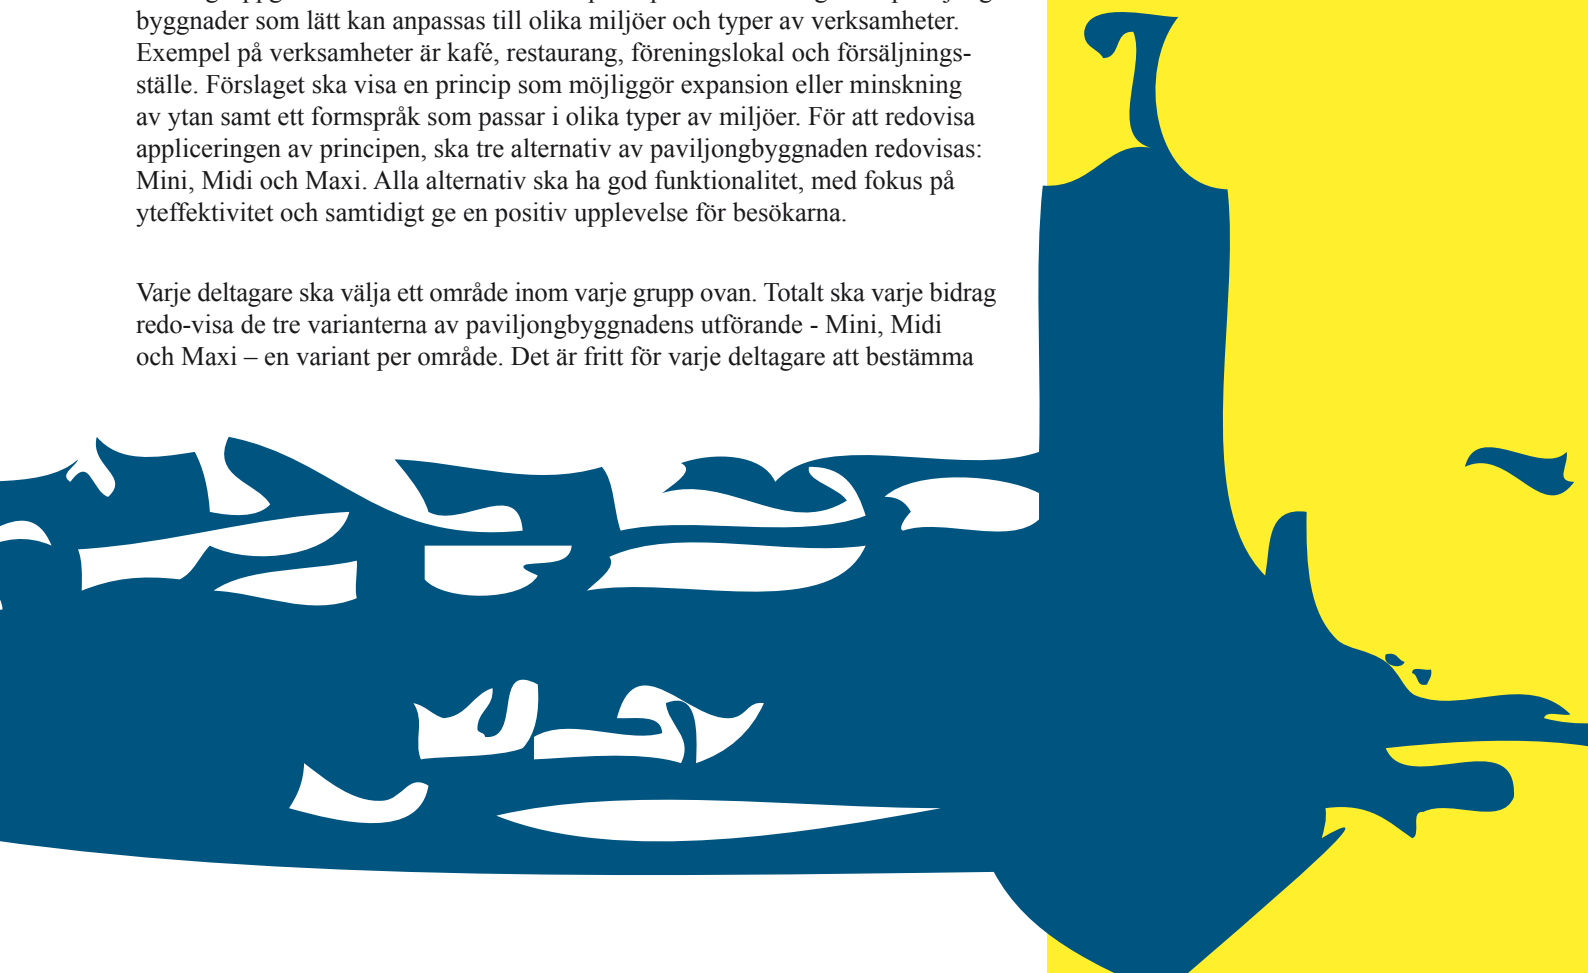 byggnader som lätt kan anpassas till olika miljöer och typer av verksamheter.
Exempel på verksamheter är kafé, restaurang, föreningslokal och försäljnings-
ställe. Förslaget ska visa en princip som möjliggör expansion eller minskning
av ytan samt ett formspråk som passar i olika typer av miljöer. För att redovisa
appliceringen av principen, ska tre alternativ av paviljongbyggnaden redovisas:
Mini, Midi och Maxi. Alla alternativ ska ha god funktionalitet, med fokus på
yteffektivitet och samtidigt ge en positiv upplevelse för besökarna.
Varje deltagare ska välja ett område inom varje grupp ovan. Totalt ska varje bidrag
redo-visa de tre varianterna av paviljongbyggnadens utförande - Mini, Midi
och Maxi – en variant per område. Det är fritt för varje deltagare att bestämma